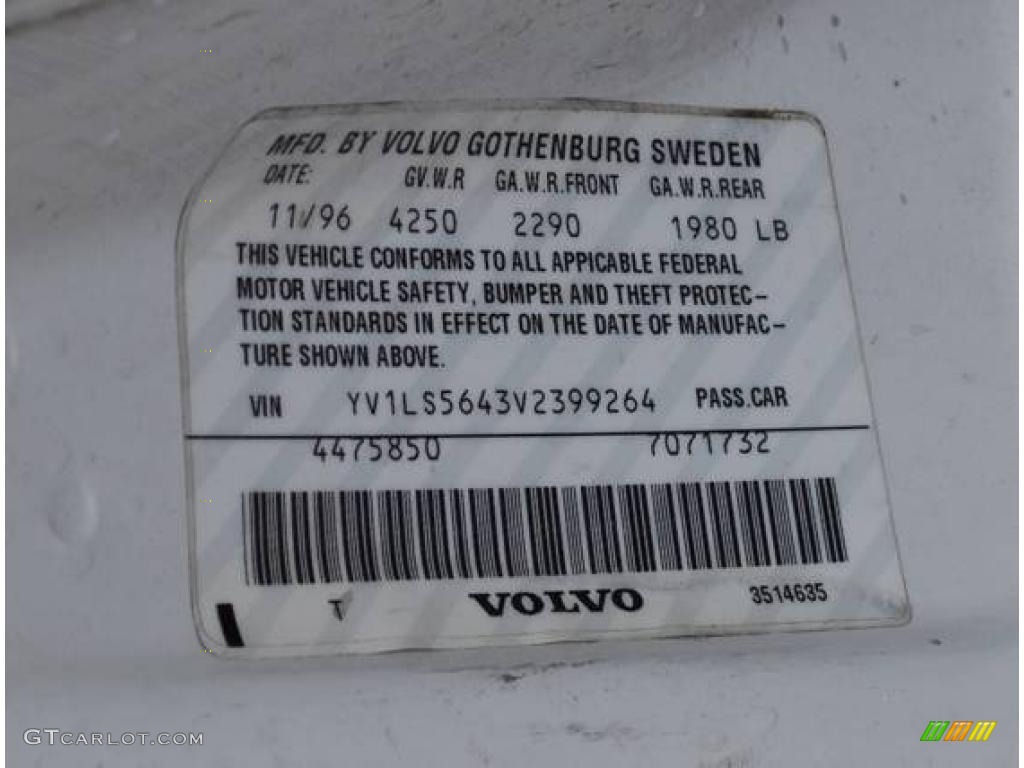 MFD. BY VOLVO GOTHENBURG SWEDEN
DATE: GV.W.R GA.W.R.FRONT GA.W.R.REAR
11/96 4250 2290 1980 LB
THIS VEHICLE CONFORMS TO ALL APPICABLE FEDERAL
MOTOR VEHICLE SAFETY, BUMPER AND THEFT PROTEC-
TION STANDARDS IN EFFECT ON THE DATE OF MANUFAC-
TURE SHOWN ABOVE.
VIN YV1LS5643V2399264 PASS.CAR
4475850 7071732
T VOLVO 3514635
GTCARLOT.COM